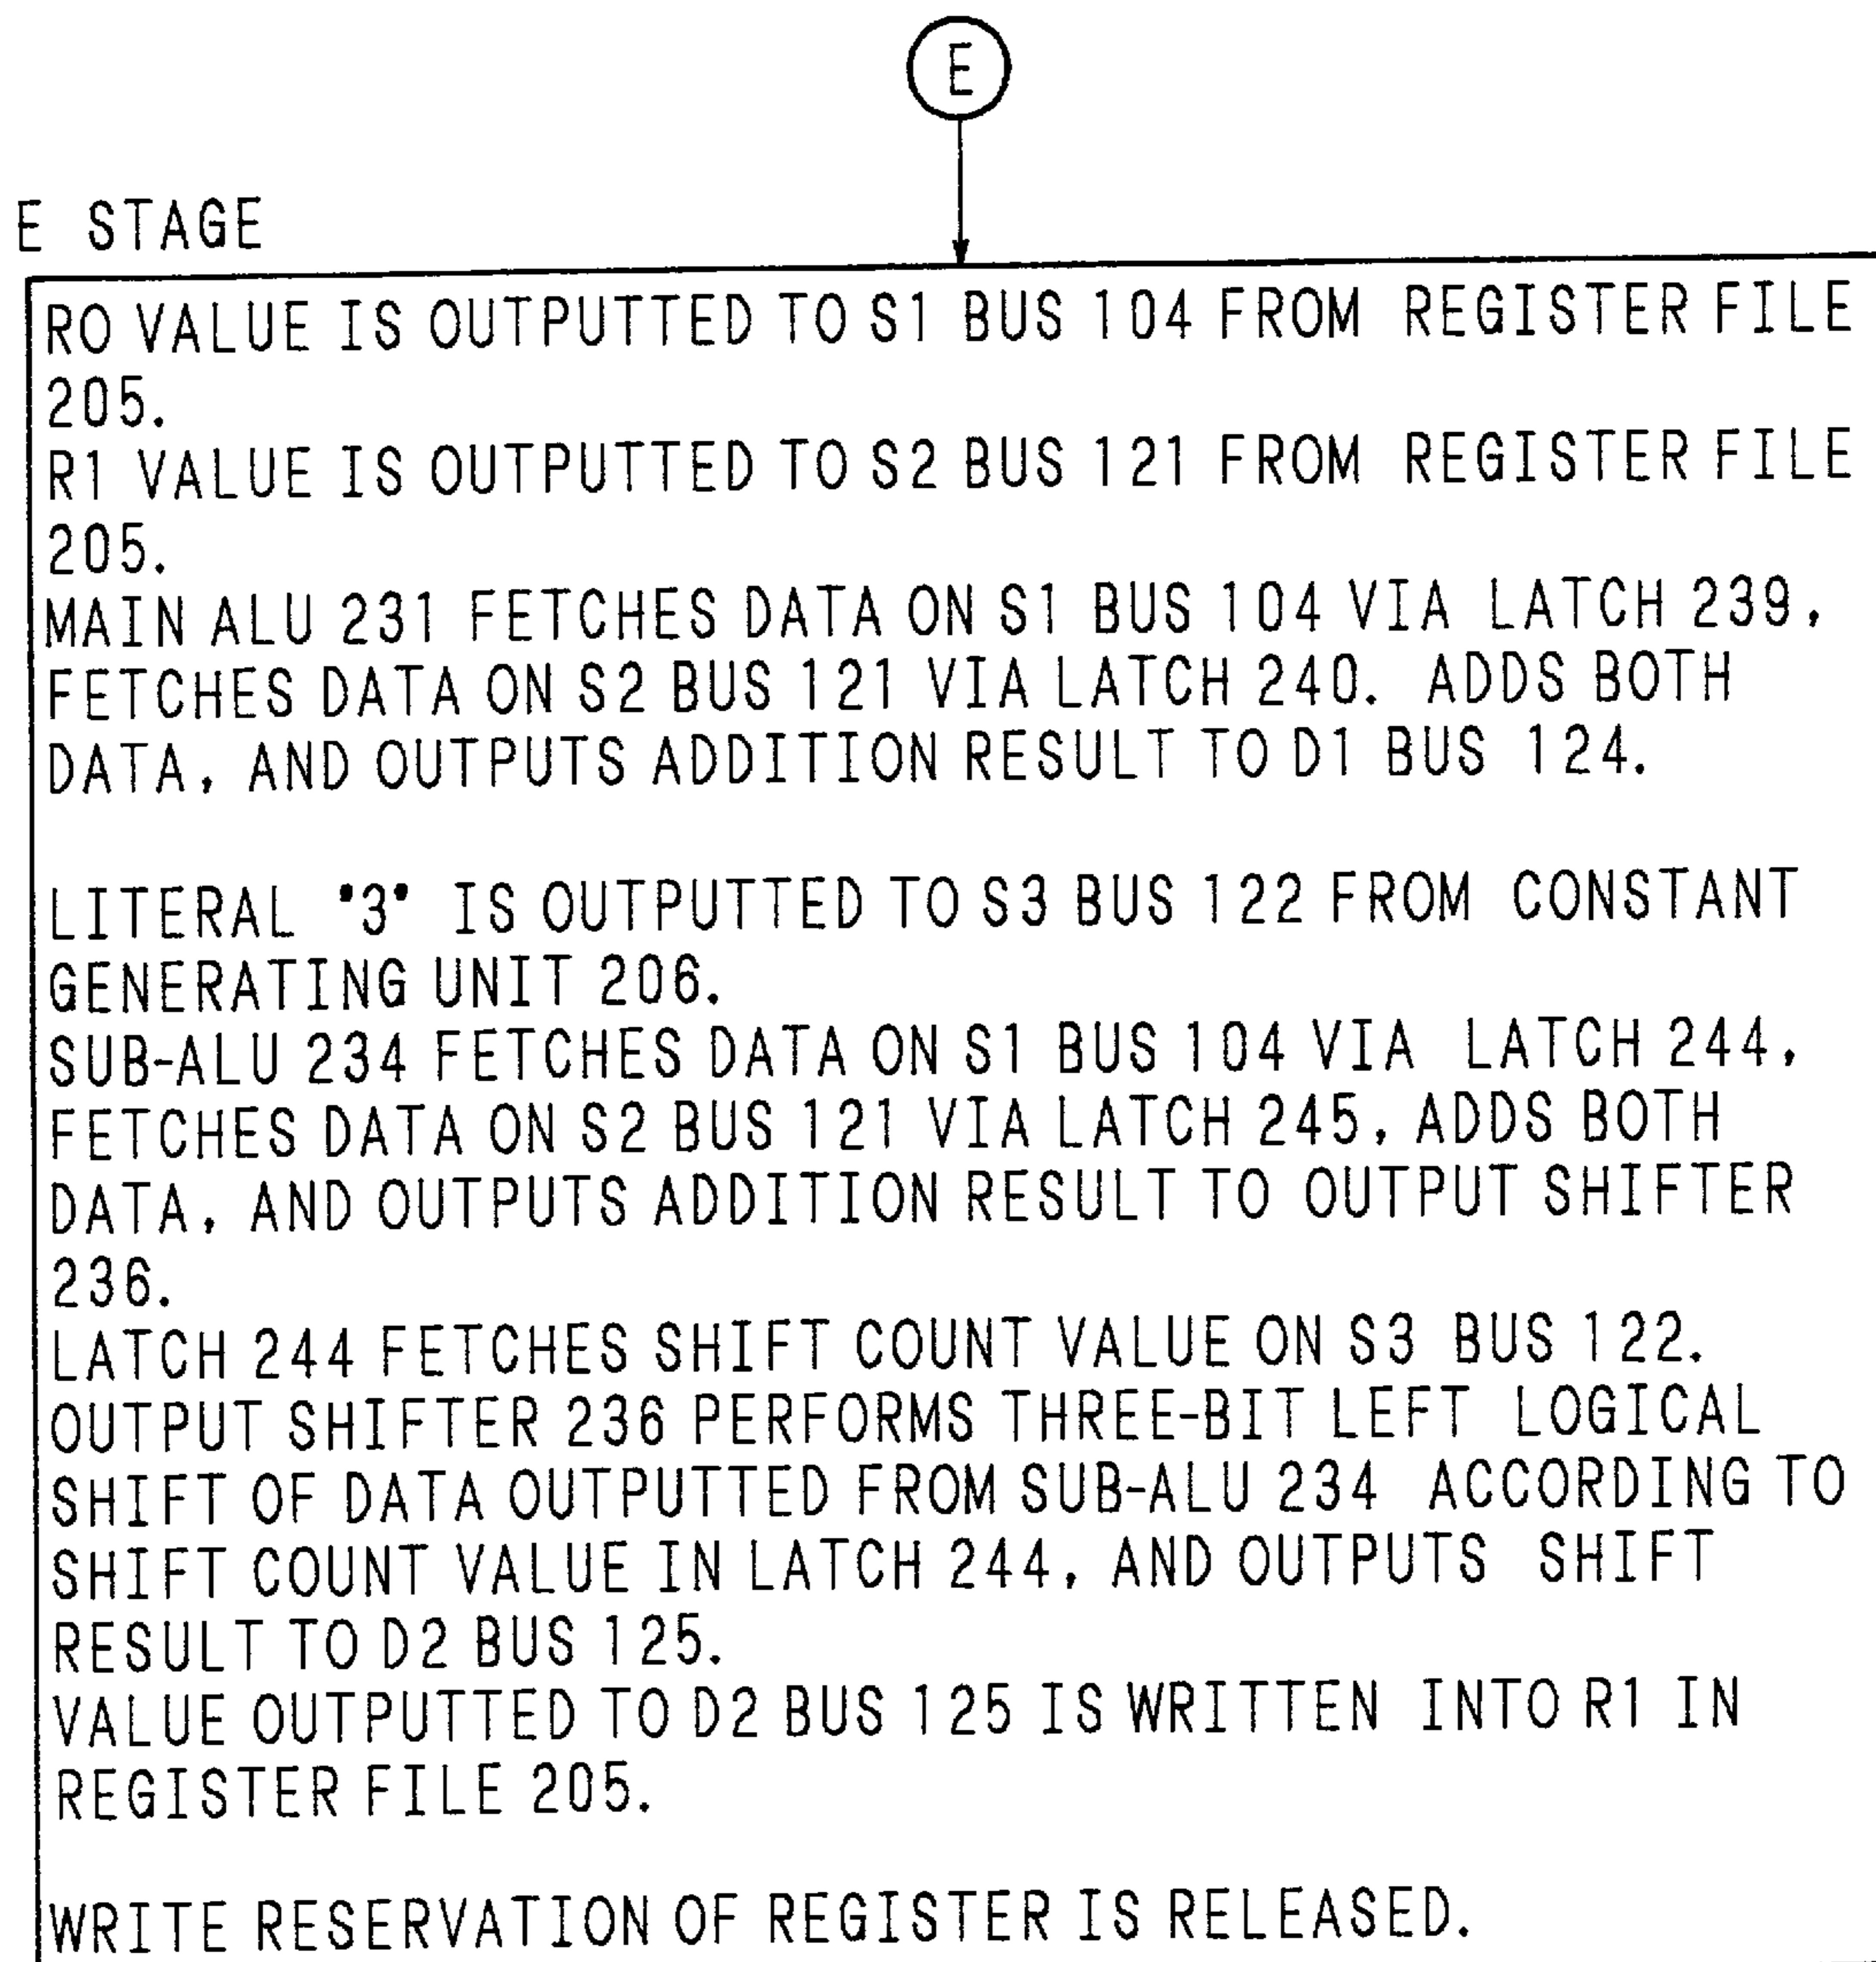 E
E STAGE
RO VALUE IS OUTPUTTED TO S1 BUS 104 FROM REGISTER FILE
205.
R1 VALUE IS OUTPUTTED TO S2 BUS 121 FROM REGISTER FILE
205.
MAIN ALU 231 FETCHES DATA ON S1 BUS 104 VIA LATCH 239,
FETCHES DATA ON S2 BUS 121 VIA LATCH 240. ADDS BOTH
DATA, AND OUTPUTS ADDITION RESULT TO D1 BUS 124.
LITERAL "3" IS OUTPUTTED TO S3 BUS 122 FROM CONSTANT
GENERATING UNIT 206.
SUB-ALU 234 FETCHES DATA ON S1 BUS 104 VIA LATCH 244,
FETCHES DATA ON S2 BUS 121 VIA LATCH 245, ADDS BOTH
DATA, AND OUTPUTS ADDITION RESULT TO OUTPUT SHIFTER
236.
LATCH 244 FETCHES SHIFT COUNT VALUE ON S3 BUS 122.
OUTPUT SHIFTER 236 PERFORMS THREE-BIT LEFT LOGICAL
SHIFT OF DATA OUTPUTTED FROM SUB-ALU 234 ACCORDING TO
SHIFT COUNT VALUE IN LATCH 244, AND OUTPUTS SHIFT
RESULT TO D2 BUS 125.
VALUE OUTPUTTED TO D2 BUS 125 IS WRITTEN INTO R1 IN
REGISTER FILE 205.
WRITE RESERVATION OF REGISTER IS RELEASED.